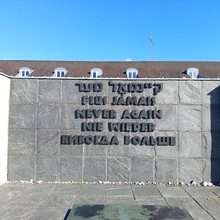 קיינמאל מער
PLUS JAMAIS
NEVER AGAIN
NIE WIEDER
НИКОГДА БОЛЬШЕ